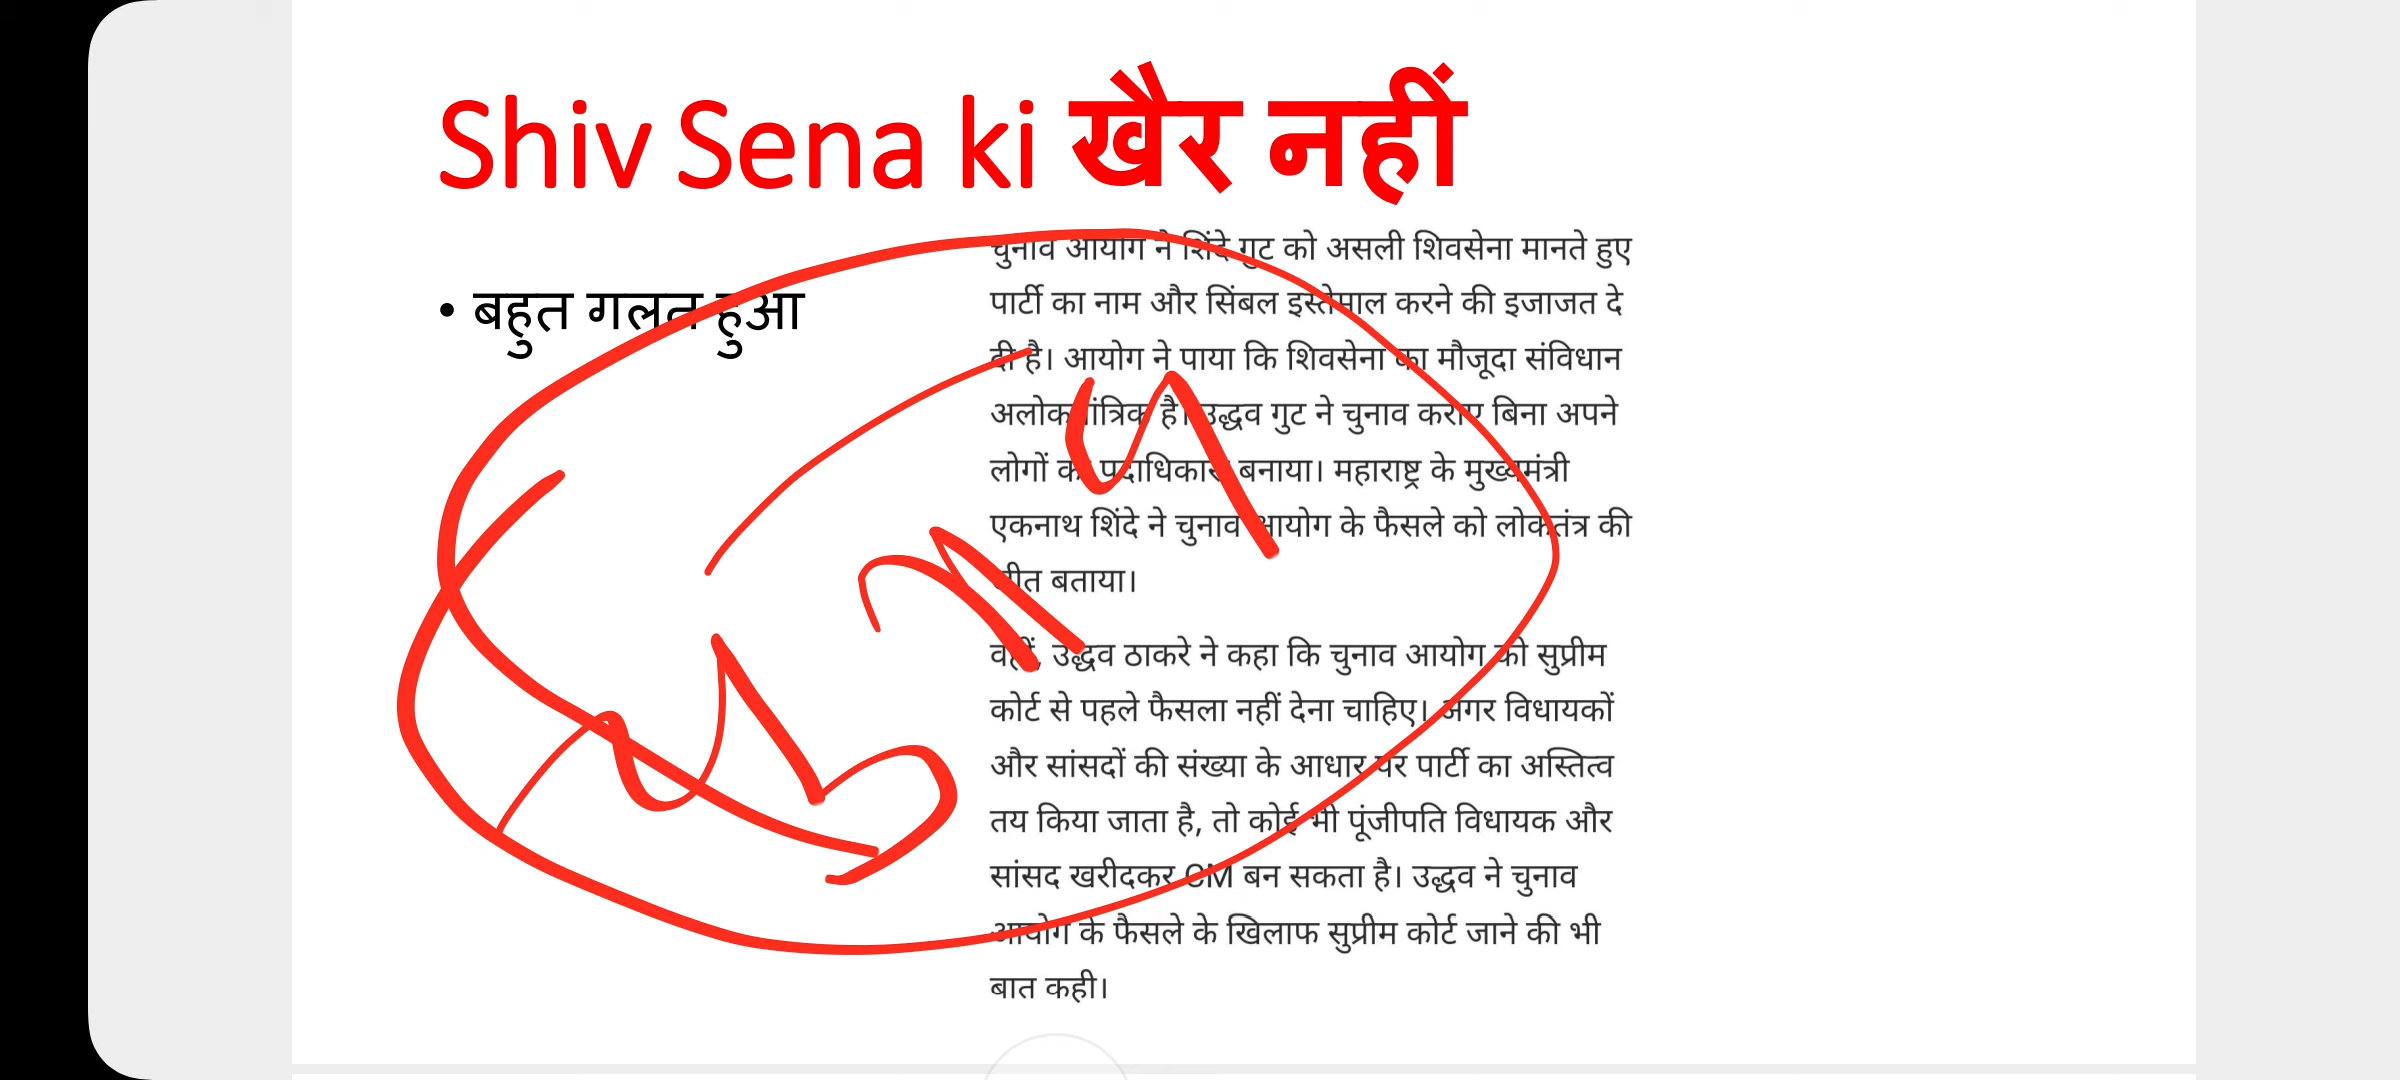 Shiv Sena ki खैर नहीं
• बहुत गलत हुआ
चुनाव आयोग ने शिंदे गुट को असली शिवसेना मानते हुए
पार्टी का नाम और सिंबल इस्तेमाल करने की इजाजत दे
दी है। आयोग ने पाया कि शिवसेना का मौजूदा संविधान
अलोकतांत्रिक है। उद्धव गुट ने चुनाव कराए बिना अपने
लोगों को पदाधिकारी बनाया। महाराष्ट्र के मुख्यमंत्री
एकनाथ शिंदे ने चुनाव आयोग के फैसले को लोकतंत्र की
जीत बताया।
वहीं, उद्धव ठाकरे ने कहा कि चुनाव आयोग को सुप्रीम
कोर्ट से पहले फैसला नहीं देना चाहिए। अगर विधायकों
और सांसदों की संख्या के आधार पर पार्टी का अस्तित्व
तय किया जाता है, तो कोई भी पूंजीपति विधायक और
सांसद खरीदकर CM बन सकता है। उद्धव ने चुनाव
आयोग के फैसले के खिलाफ सुप्रीम कोर्ट जाने की भी
बात कही।